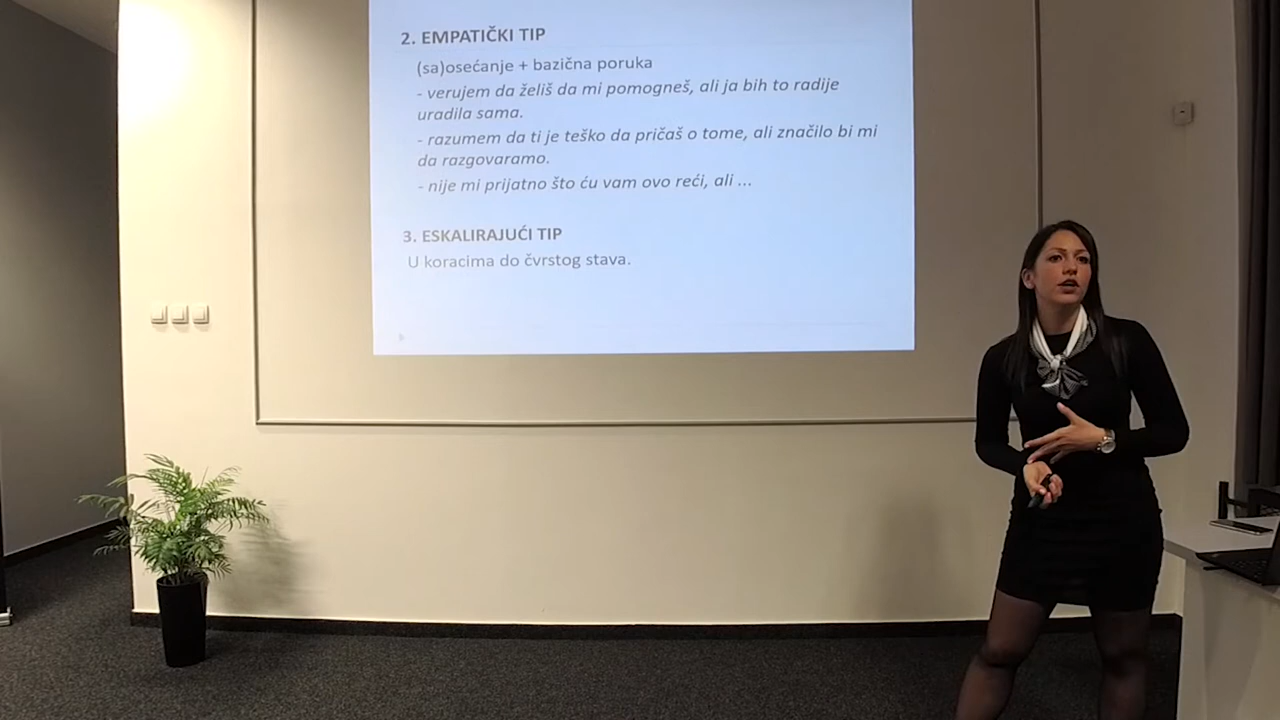 2. EMPATIČKI TIP
(sa)osećanje + bazična poruka
- verujem da želiš da mi pomogneš, ali ja bih to radije
uradila sama.
- razumem da ti je teško da pričaš o tome, ali značilo bi mi
da razgovaramo.
- nije mi prijatno što ću vam ovo reći, ali ...
3. ESKALIRAJUĆI TIP
U koracima do čvrstog stava.